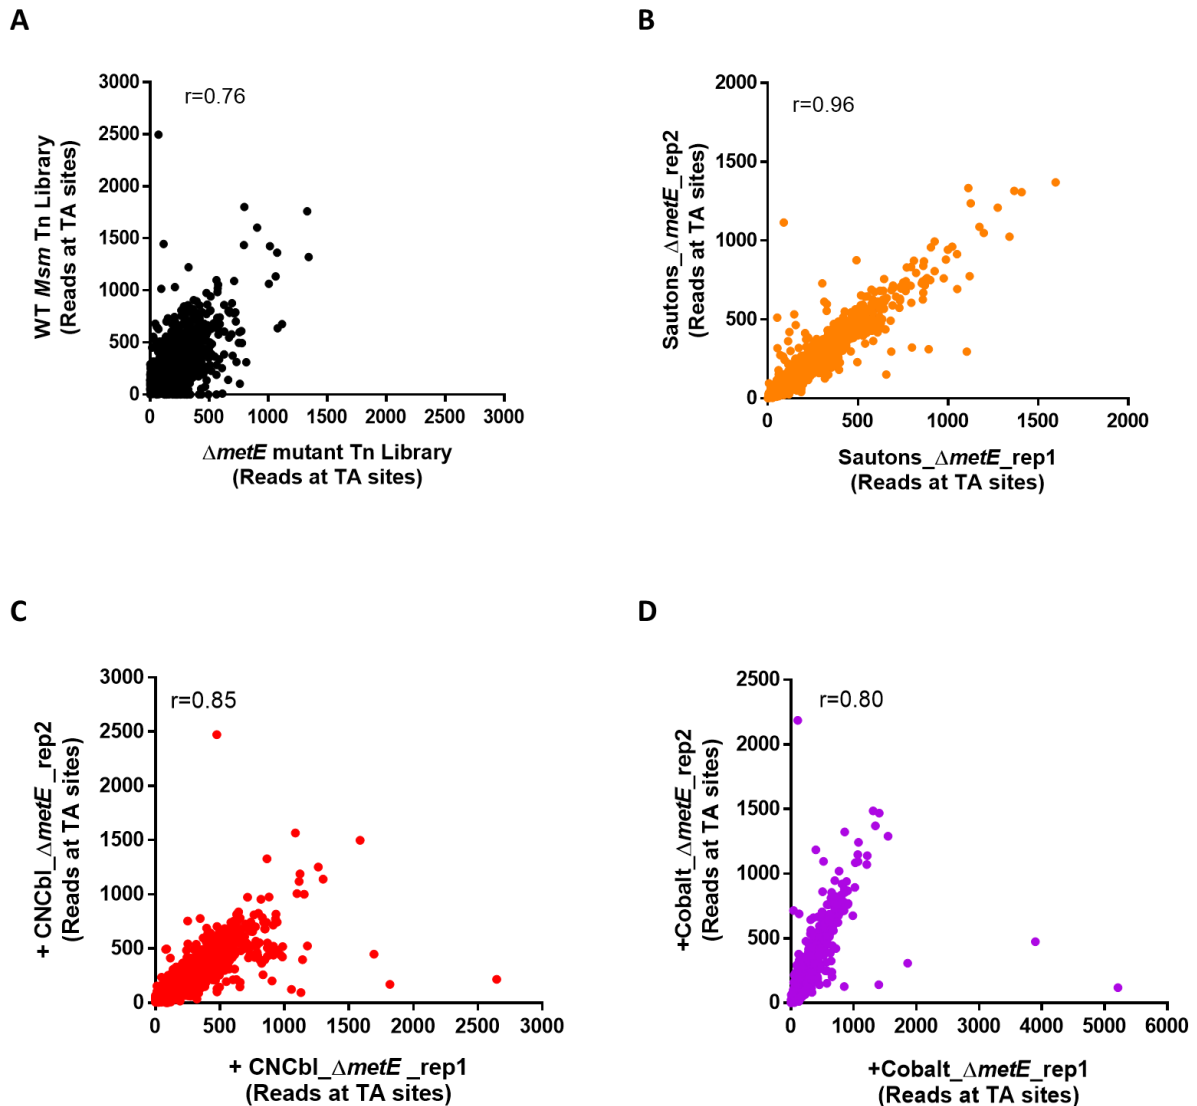 A
WT Msm Tn Library
(Reads at TA sites)
3000
2500
2000
1500
1000
500
0
r=0.76
0 500 1000 1500 2000 2500 3000
ΔmetE mutant Tn Library
(Reads at TA sites)
B
Sautons_ΔmetE_rep2
(Reads at TA sites)
2000
1500
1000
500
0
r=0.96
0 500 1000 1500 2000
Sautons_ΔmetE_rep1
(Reads at TA sites)
C
+ CNCbl_ΔmetE _rep2
(Reads at TA sites)
3000
2500
2000
1500
1000
500
0
r=0.85
0 500 1000 1500 2000 2500 3000
+ CNCbl_ΔmetE _rep1
(Reads at TA sites)
D
+Cobalt_ΔmetE_rep2
(Reads at TA sites)
2500
2000
1500
1000
500
0
r=0.80
0 1000 2000 3000 4000 5000 6000
+Cobalt_ΔmetE_rep1
(Reads at TA sites)